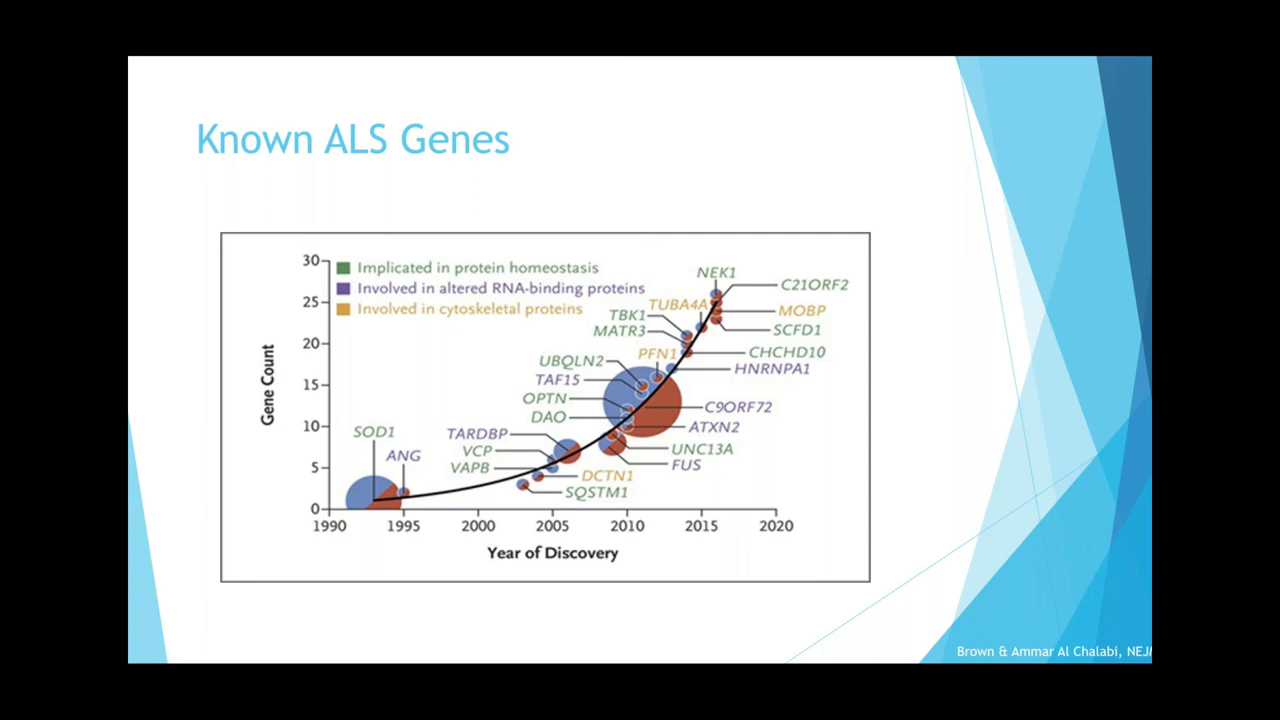 Known ALS Genes
30
25
20
15
10
5
0
Gene Count
Implicated in protein homeostasis
Involved in altered RNA-binding proteins
Involved in cytoskeletal proteins
NEK1
C21ORF2
TUBA4A
MOBP
TBK1
SCFD1
MATR3
CHCHD10
PFN1
UBQLN2
HNRNPA1
TAF15
OPTN
C9ORF72
DAO
ATXN2
SOD1
TARDBP
UNC13A
ANG
VCP
FUS
VAPB
DCTN1
SQSTM1
1990 1995 2000 2005 2010 2015 2020
Year of Discovery
Brown & Ammar Al Chalabi,